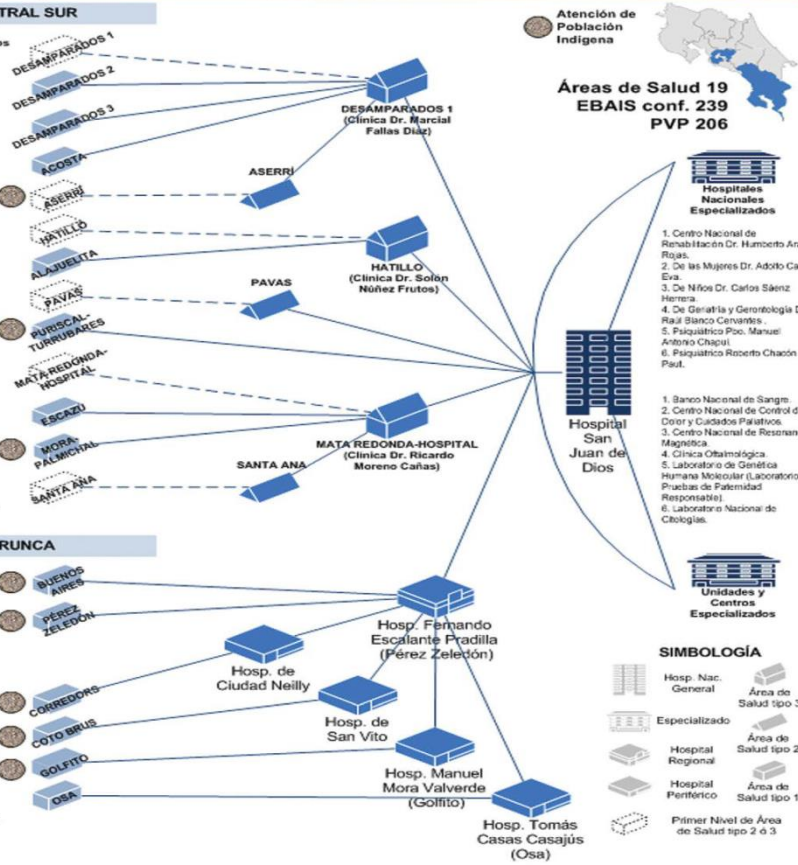 TRAL SUR
DESAMPARADOS 1
DESAMPARADOS 2
DESAMPARADOS 3
ACOSTA
ASERRÍ
HATILLO
ALAJUELITA
PAVAS
PURISCAL-
TURRUBARES
MATA-REDONDA-
HOSPITAL
ESCAZU
MORA-
PALMICHAL
SANTA ANA
DESAMPARADOS 1
(Clínica Dr. Marcial
Fallas Díaz)
ASERRÍ
HATILLO
(Clínica Dr. Solón
Núñez Frutos)
PAVAS
MATA REDONDA-HOSPITAL
(Clínica Dr. Ricardo
Moreno Cañas)
SANTA ANA
Atención de
Población
Indígena
Áreas de Salud 19
EBAIS conf. 239
PVP 206
Hospitales
Nacionales
Especializados
1. Centro Nacional de
Rehabilitación Dr. Humberto
Rojas.
2. De las Mujeres Dr. Adolfo
Eva.
3. De Niños Dr. Carlos Sáenz
Herrera.
4. De Geriatría y Gerontología
Raúl Blanco Cervantes .
5. Psiquiátrico Pbo. Manuel
Antonio Chapuí.
6. Psiquiátrico Roberto Chacón
Paut.
Hospital
San
Juan de
Dios
1. Banco Nacional de Sangre.
2. Centro Nacional de Control
Dolor y Cuidados Paliativos.
3. Centro Nacional de
Magnética.
4. Clínica Oftalmológica.
5. Laboratorio de Genética
Humana Molecular (Laboratorio
Pruebas de Paternidad
Responsable).
6. Laboratorio Nacional de
Citologías.
Unidades y
Centros
Especializados
RUNCA
BUENOS
AIRES
PÉREZ
ZELEDÓN
CORREDORS
COTO BRUS
GOLFITO
OSA
Hosp. Fernando
Escalante Pradilla
(Pérez Zeledón)
Hosp. de
Ciudad Neilly
Hosp. de
San Vito
Hosp. Manuel
Mora Valverde
(Golfito)
Hosp. Tomás
Casas Casajús
(Osa)
SIMBOLOGÍA
Hosp. Nac.
General
Especializado
Hospital
Regional
Hospital
Periférico
Área de
Salud tipo 3
Área de
Salud tipo 2
Área de
Salud tipo 1
Primer Nivel de Área
de Salud tipo 2 ó 3